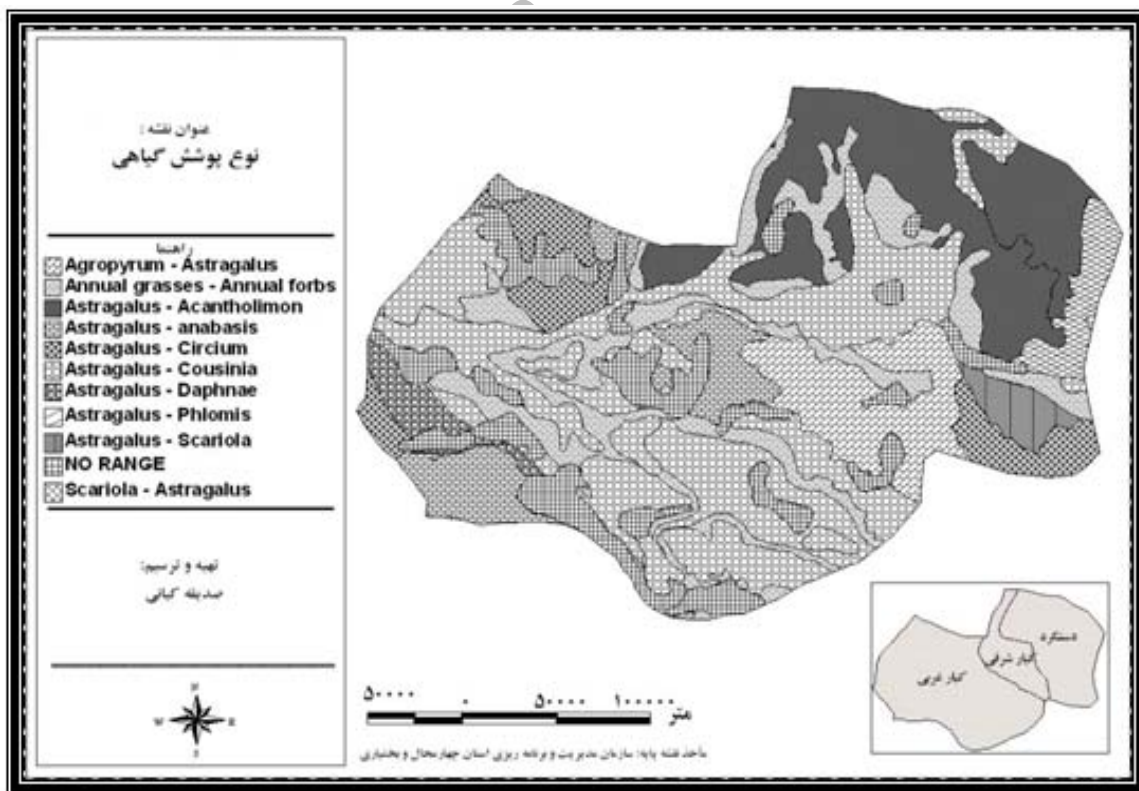 عنوان نقشه :
نوع پوشش گیاهی
راهنما
Agropyrum - Astragalus
Annual grasses - Annual forbs
Astragalus - Acantholimon
Astragalus - anabasis
Astragalus - Circium
Astragalus - Cousinia
Astragalus - Daphnae
Astragalus - Phlomis
Astragalus - Scariola
NO RANGE
Scariola - Astragalus
تهیه و ترسیم:
صدیقه کیانی
N
W E
S
۵۰۰۰۰ ۰ ۵۰۰۰۰ ۱۰۰۰۰۰
متر
مأخذ نقشه پایه: سازمان مدیریت و برنامه ریزی استان چهارمحال و بختیاری
دستگرد
کیار شرقی
کیار غربی